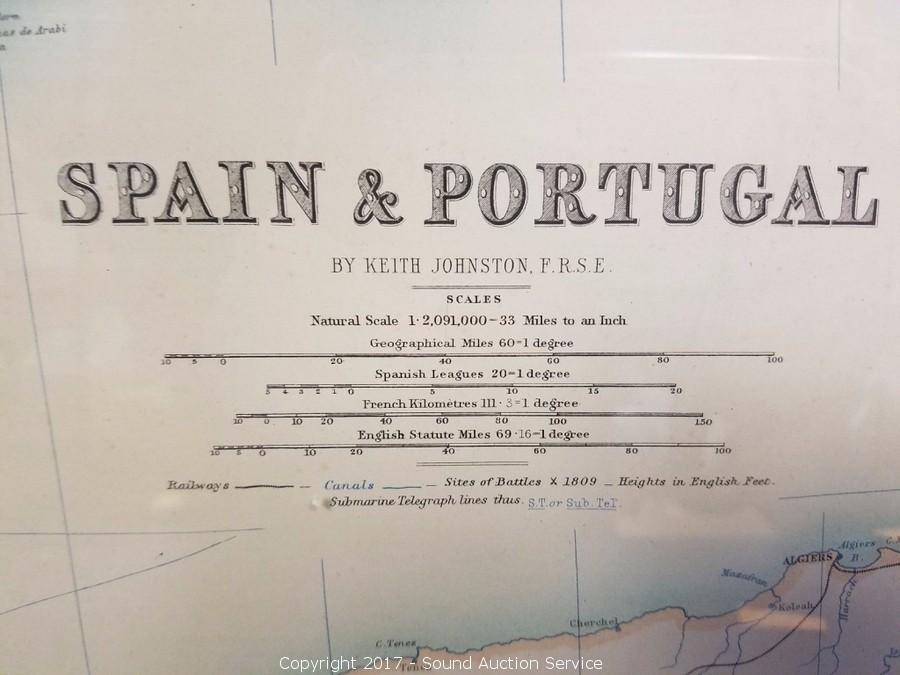 as de Arabi
SPAIN & PORTUGAL
BY KEITH JOHNSTON, F.R.S.E.
SCALES
Natural Scale 1·2,091,000=33 Miles to an Inch
Geographical Miles 60=1 degree
10 5 0 20 40 60 80 100
Spanish Leagues 20=1 degree
5 4 3 2 1 0 5 10 15 20
French Kilomètres 111·3=1 degree
10 0 10 20 40 60 80 100 150
English Statute Miles 69·16=1 degree
10 5 0 10 20 40 60 80 100
Railways — Canals — Sites of Battles X 1809 _ Heights in English Feet.
Submarine Telegraph lines thus. S.T. or Sub. Tel.
Algiers
ALGIERS B.
Mazafran
Koleah
Harrach
Cherchel
C. Tenes
Copyright 2017 - Sound Auction Service